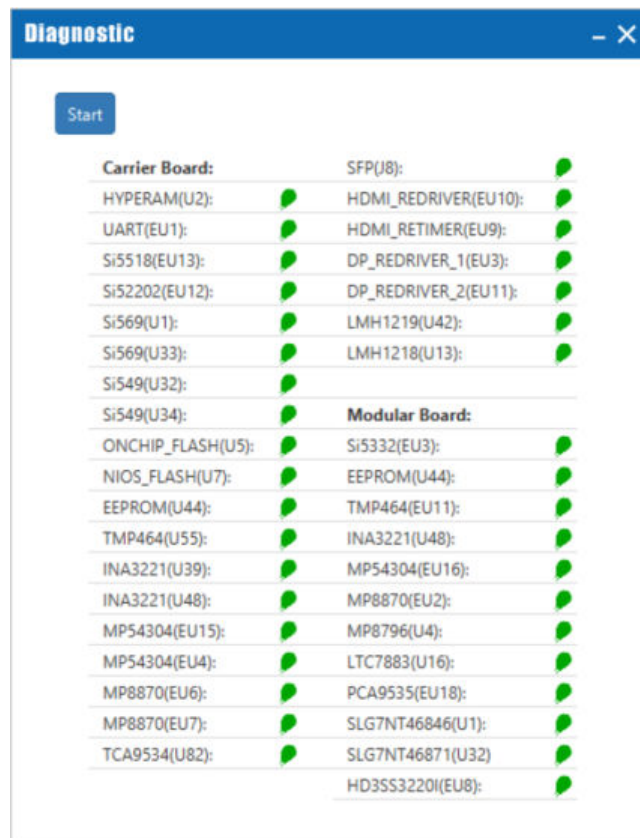 Diagnostic
Start
Carrier Board:
HYPERAM(U2):
UART(EU1):
Si5518(EU13):
Si52202(EU12):
Si569(U1):
Si569(U33):
Si549(U32):
Si549(U34):
ONCHIP_FLASH(U5):
NIOS_FLASH(U7):
EEPROM(U44):
TMP464(U55):
INA3221(U39):
INA3221(U48):
MP54304(EU15):
MP54304(EU4):
MP8870(EU6):
MP8870(EU7):
TCA9534(U82):
SFP(J8):
HDMI_REDRIVER(EU10):
HDMI_RETIMER(EU9):
DP_REDRIVER_1(EU3):
DP_REDRIVER_2(EU11):
LMH1219(U42):
LMH1218(U13):
Modular Board:
Si5332(EU3):
EEPROM(U44):
TMP464(EU11):
INA3221(U48):
MP54304(EU16):
MP8870(EU2):
MP8796(U4):
LTC7883(U16):
PCA9535(EU18):
SLG7NT46846(U1):
SLG7NT46871(U32)
HD3SS3220I(EU8):